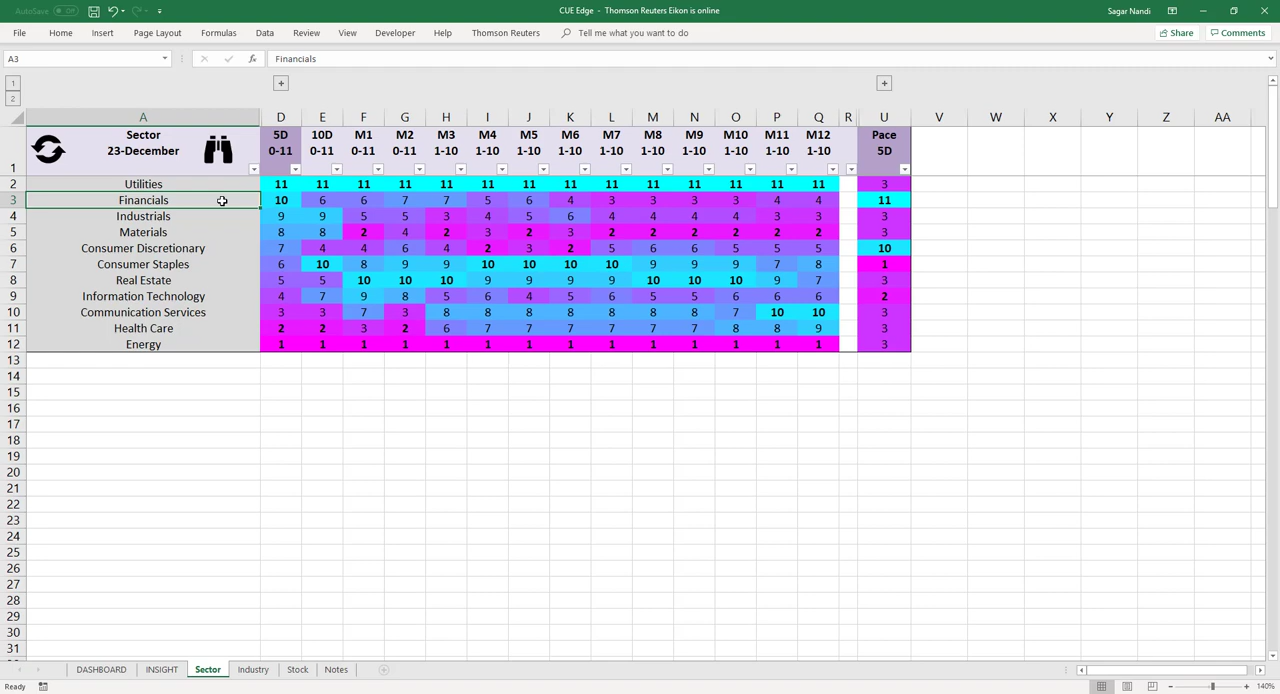 AutoSave Off CUE Edge - Thomson Reuters Eikon is online Sagar Nandi
File Home Insert Page Layout Formulas Data Review View Developer Help Thomson Reuters Tell me what you want to do Share Comments
A3 fx Financials
1
2
A D E F G H I J K L M N O P Q R U V W X Y Z AA
Sector 5D 10D M1 M2 M3 M4 M5 M6 M7 M8 M9 M10 M11 M12 Pace
23-December 0-11 0-11 0-11 0-11 1-10 1-10 1-10 1-10 1-10 1-10 1-10 1-10 1-10 1-10 5D
1
2 Utilities 11 11 11 11 11 11 11 11 11 11 11 11 11 11 3
3 Financials 10 6 6 7 7 5 6 4 3 3 3 3 4 4 11
4 Industrials 9 9 5 5 3 4 5 6 4 4 4 4 3 3 3
5 Materials 8 8 2 4 2 3 2 3 2 2 2 2 2 2 3
6 Consumer Discretionary 7 4 4 6 4 2 3 2 5 6 6 5 5 5 10
7 Consumer Staples 6 10 8 9 9 10 10 10 10 9 9 9 7 8 1
8 Real Estate 5 5 10 10 10 9 9 9 9 10 10 10 9 7 3
9 Information Technology 4 7 9 8 5 6 4 5 6 5 5 6 6 6 2
10 Communication Services 3 3 7 3 8 8 8 8 8 8 8 7 10 10 3
11 Health Care 2 2 3 2 6 7 7 7 7 7 7 8 8 9 3
12 Energy 1 1 1 1 1 1 1 1 1 1 1 1 1 1 3
13
14
15
16
17
18
19
20
21
22
23
24
25
26
27
28
29
30
31
DASHBOARD INSIGHT Sector Industry Stock Notes
Ready 140%